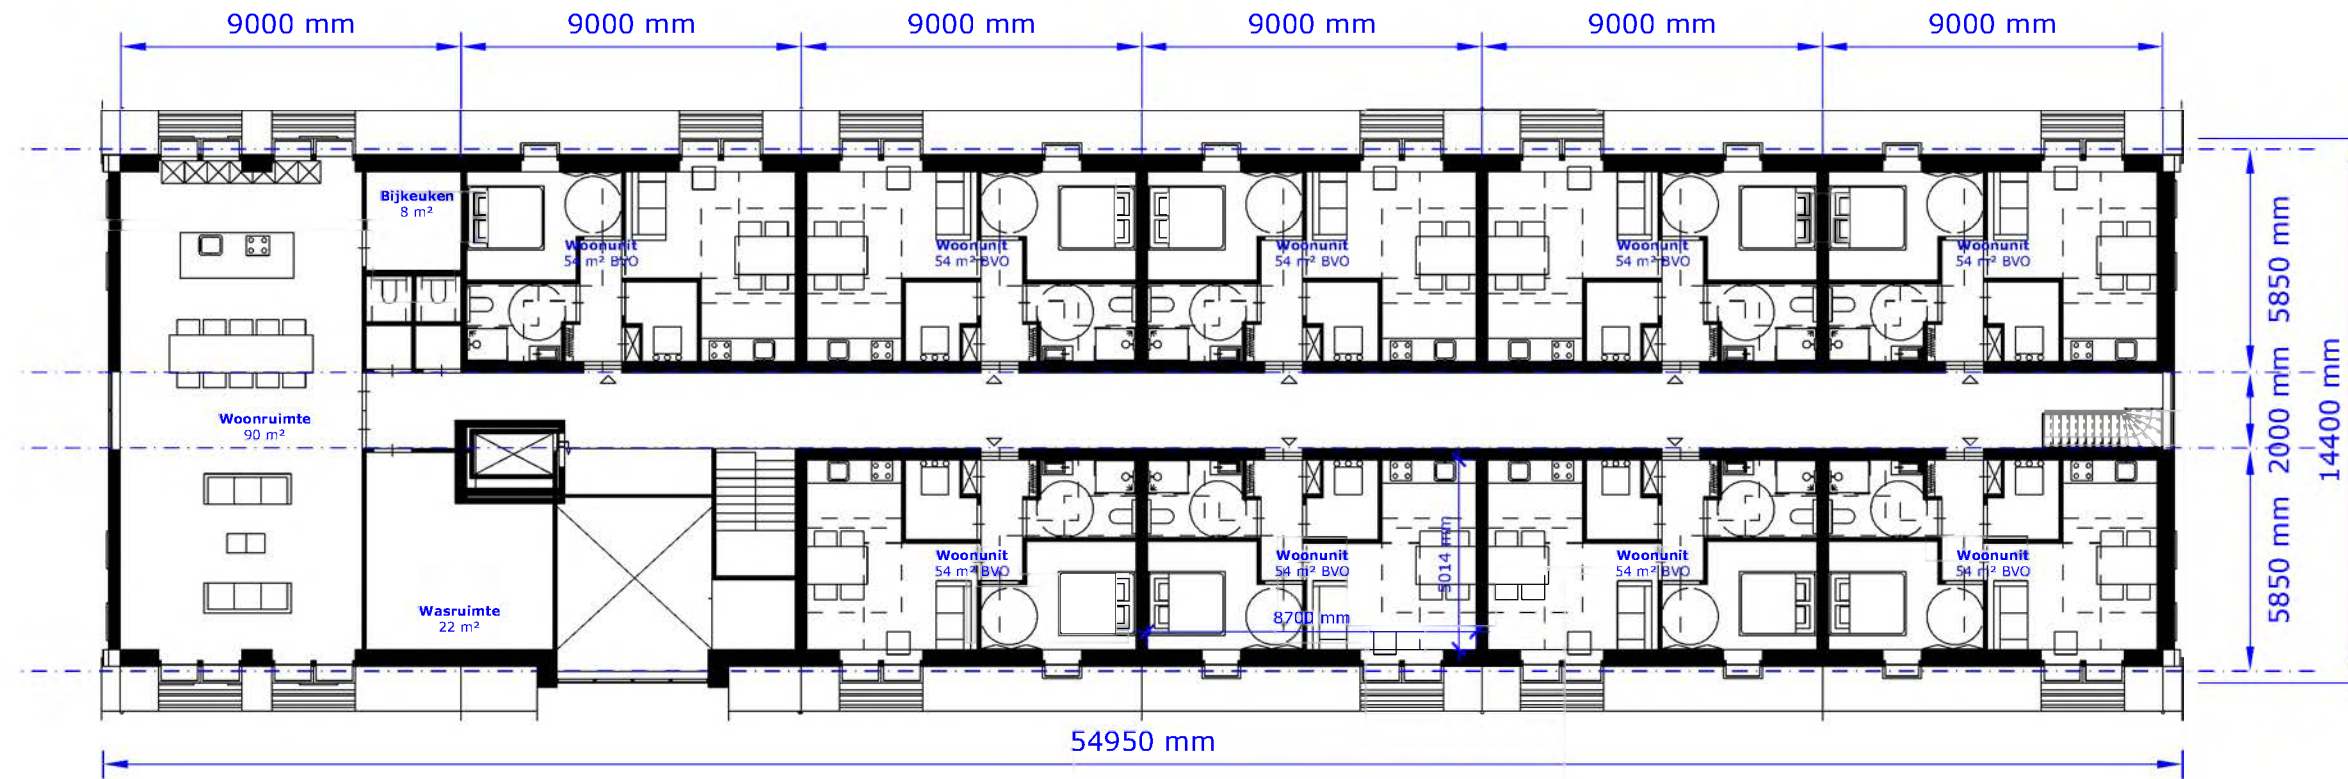 9000 mm
9000 mm
9000 mm
9000 mm
9000 mm
9000 mm
Bijkeuken
8 m²
Woonunit
54 m² BVO
Woonunit
54 m² BVO
Woonunit
54 m² BVO
Woonunit
54 m² BVO
Woonunit
54 m² BVO
5850 mm
2000 mm
14400 mm
5850 mm
Woonruimte
90 m²
Wasruimte
22 m²
Woonunit
54 m² BVO
Woonunit
54 m² BVO
Woonunit
54 m² BVO
Woonunit
54 m² BVO
5014 mm
8700 mm
54950 mm